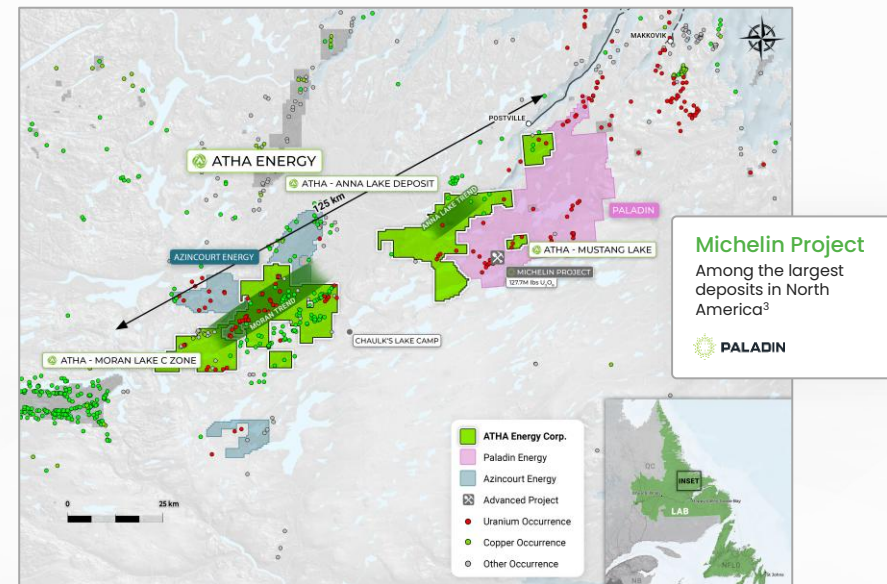 MAKKOVIK
POSTVILLE
ATHA ENERGY
ATHA - ANNA LAKE DEPOSIT
125 km
ANNA LAKE TREND
PALADIN
AZINCOURT ENERGY
ATHA - MUSTANG LAKE
MICHELIN PROJECT
127.7M lbs U₃O₈
MORAN TREND
CHAULK'S LAKE CAMP
ATHA - MORAN LAKE C ZONE
Michelin Project
Among the largest
deposits in North
America³
PALADIN
ATHA Energy Corp.
Paladin Energy
Azincourt Energy
Advanced Project
Uranium Occurrence
Copper Occurrence
Other Occurrence
0 25 km
QC
INSET
LAB
NFLD
NB
St Johns